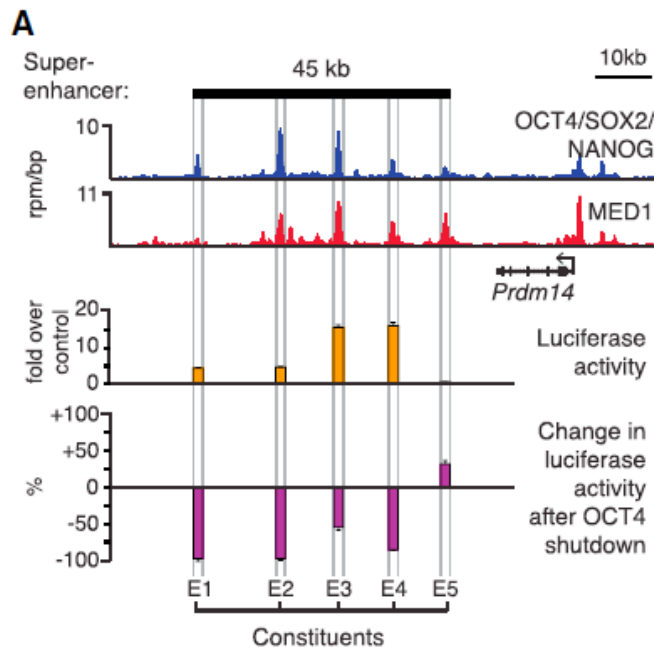 A
Super-
enhancer:
45 kb
10kb
OCT4/SOX2/
NANOG
10
rpm/bp
11
MED1
Prdm14
fold over
control
20
10
0
Luciferase
activity
%
+100
+50
0
-50
-100
Change in
luciferase
activity
after OCT4
shutdown
E1 E2 E3 E4 E5
Constituents